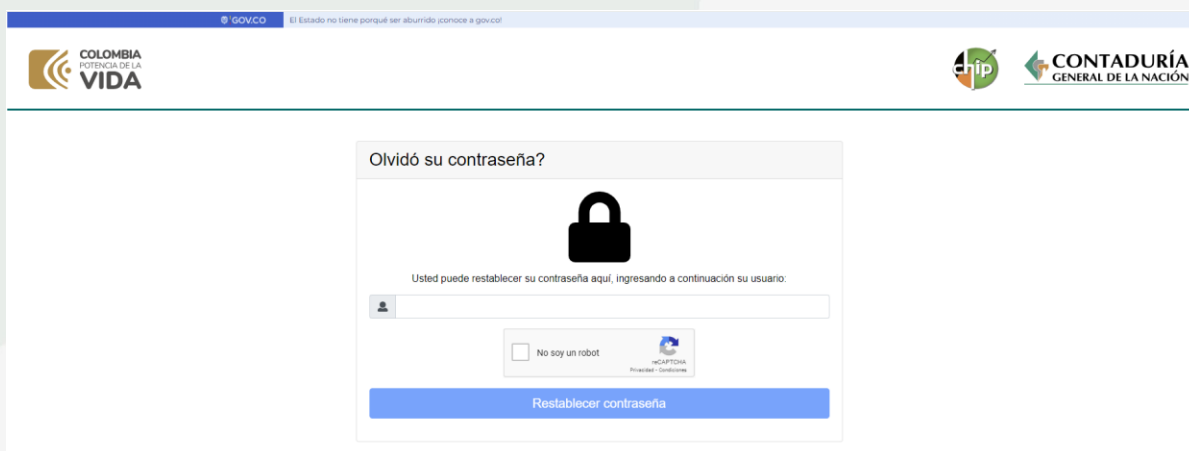 GOV.CO El Estado no tiene porqué ser aburrido ¡conoce a gov.co!
COLOMBIA
POTENCIA DE LA
VIDA
chip
CONTADURÍA
GENERAL DE LA NACIÓN
Olvidó su contraseña?
Usted puede restablecer su contraseña aquí, ingresando a continuación su usuario:
No soy un robot
reCAPTCHA
Privacidad - Condiciones
Restablecer contraseña